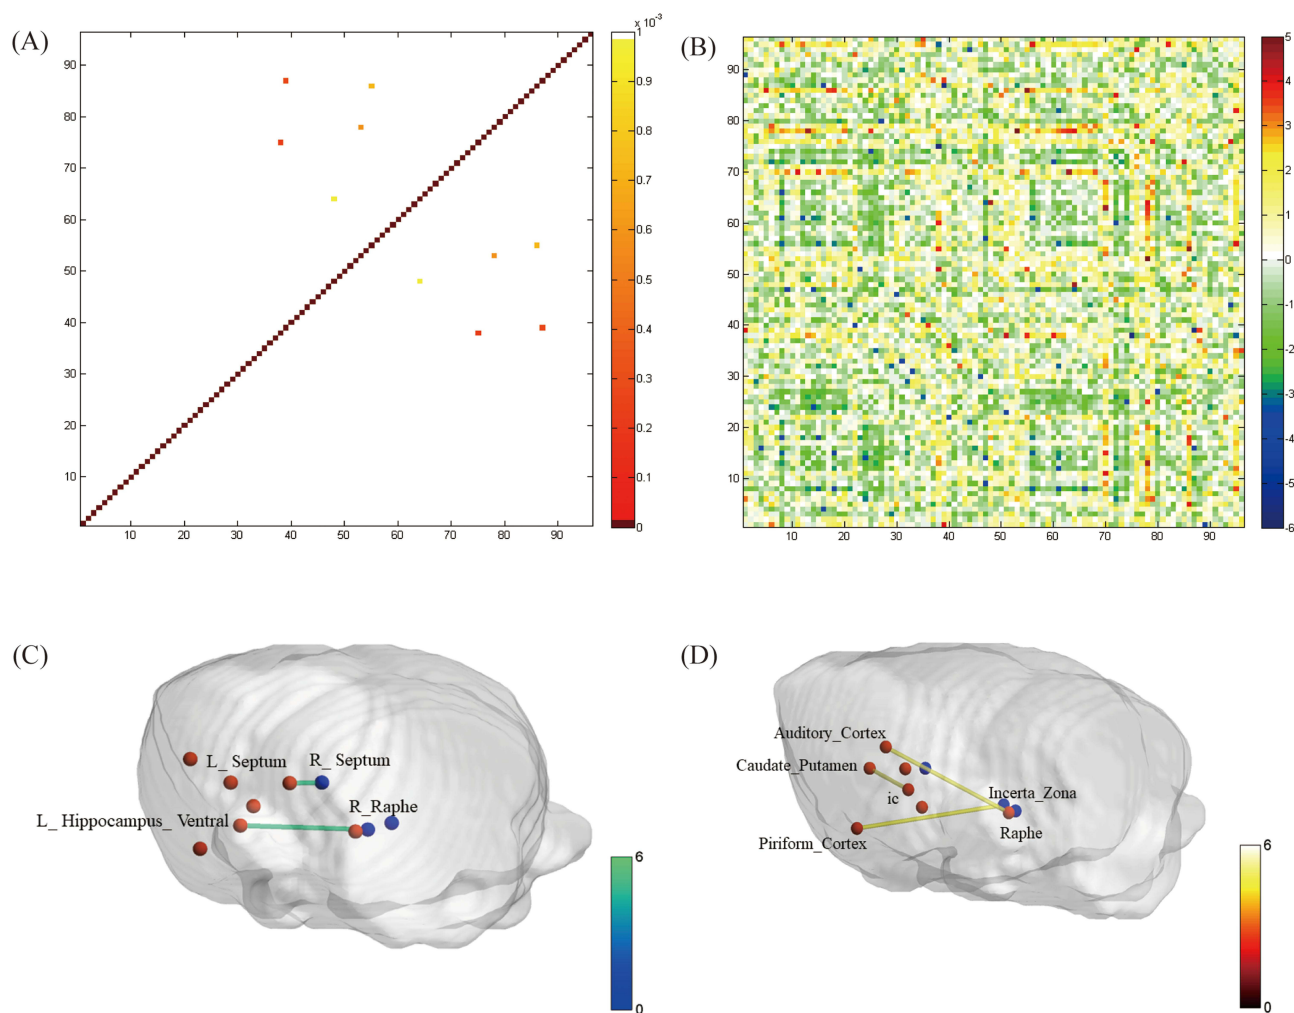 (A)
x 10⁻³
90
80
70
60
50
40
30
20
10
10 20 30 40 50 60 70 80 90
1
0.9
0.8
0.7
0.6
0.5
0.4
0.3
0.2
0.1
0
(B)
90
80
70
60
50
40
30
20
10
10 20 30 40 50 60 70 80 90
5
4
3
2
1
0
-1
-2
-3
-4
-5
-6
(C)
L_ Septum R_ Septum
R_Raphe
L_ Hippocampus_ Ventral
6
0
(D)
Auditory_Cortex
Caudate_Putamen
ic
Incerta_Zona
Raphe
Piriform_Cortex
6
0